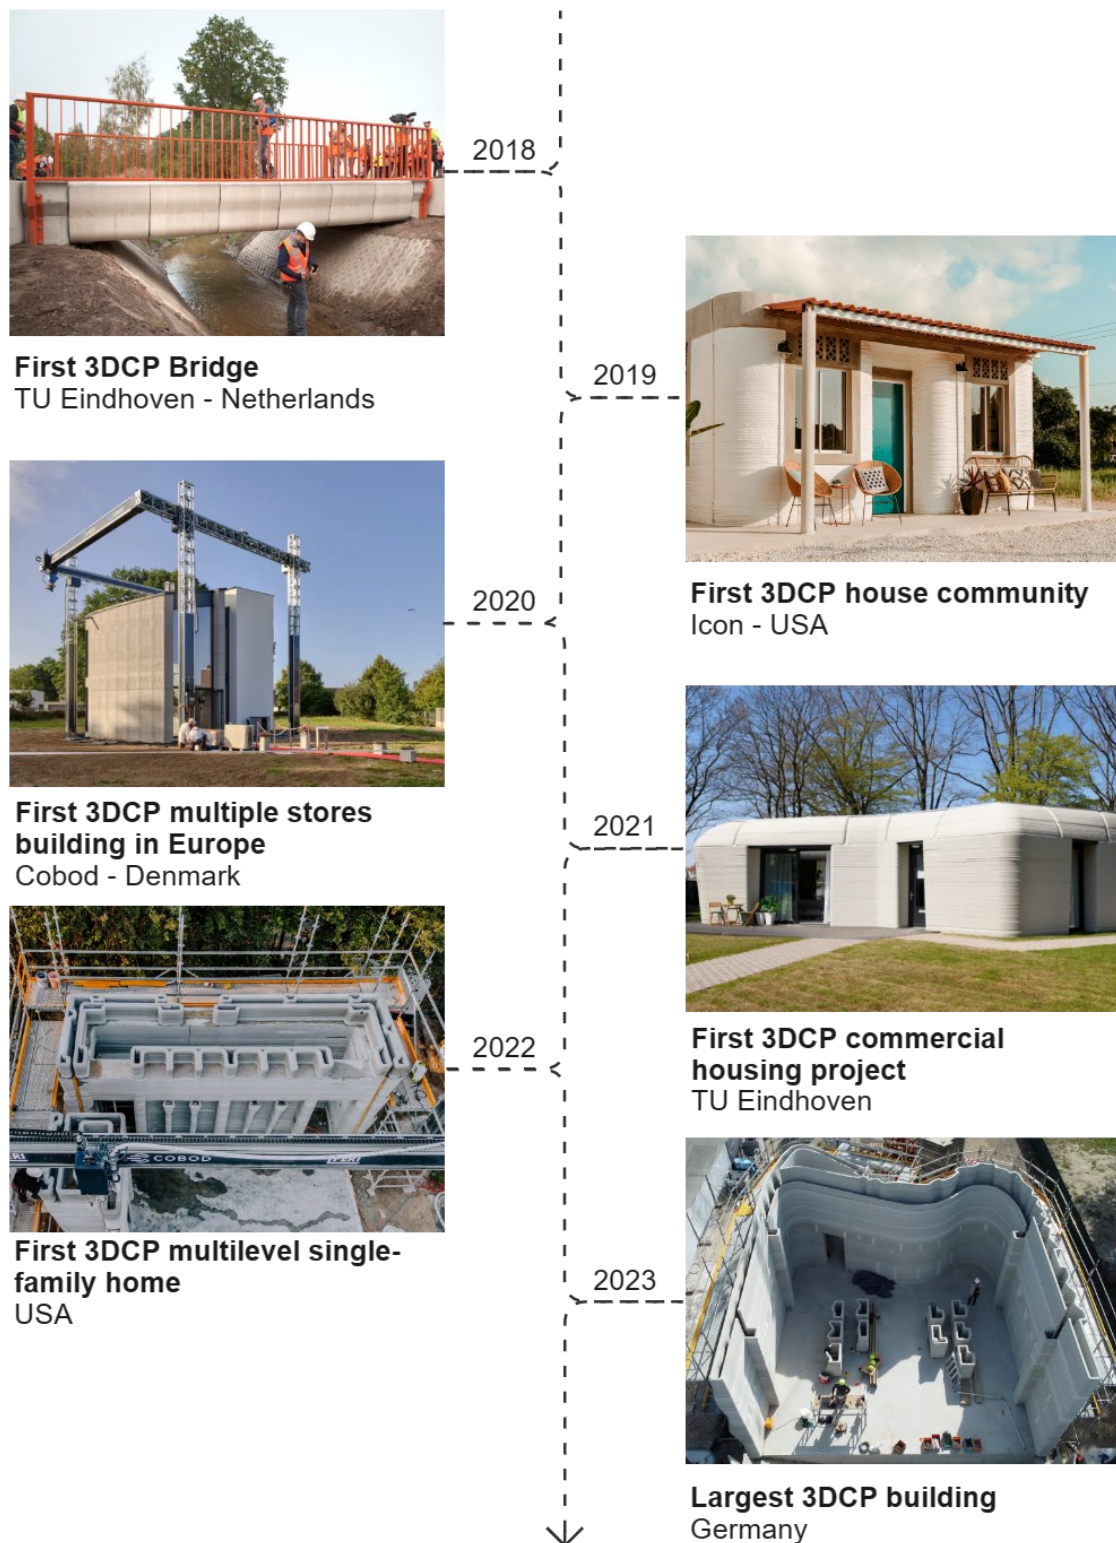 2018
First 3DCP Bridge
TU Eindhoven - Netherlands
2019
First 3DCP house community
Icon - USA
2020
First 3DCP multiple stores
building in Europe
Cobod - Denmark
2021
First 3DCP commercial
housing project
TU Eindhoven
2022
COBOD
PERI
First 3DCP multilevel single-
family home
USA
2023
Largest 3DCP building
Germany